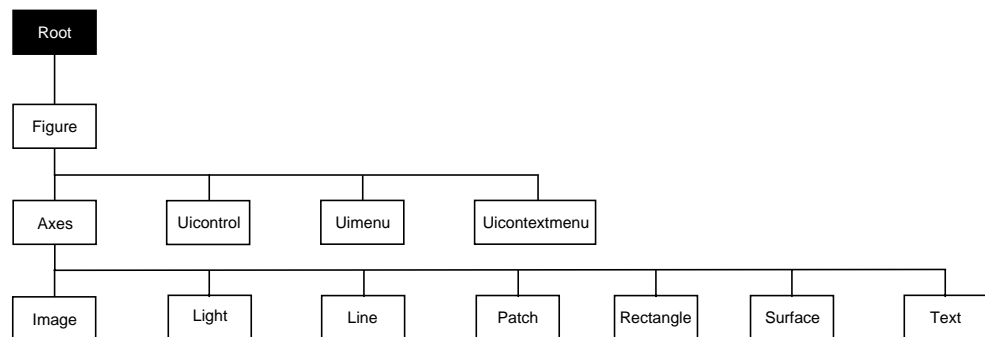 Root
Figure
Axes
Uicontrol
Uimenu
Uicontextmenu
Image
Light
Line
Patch
Rectangle
Surface
Text